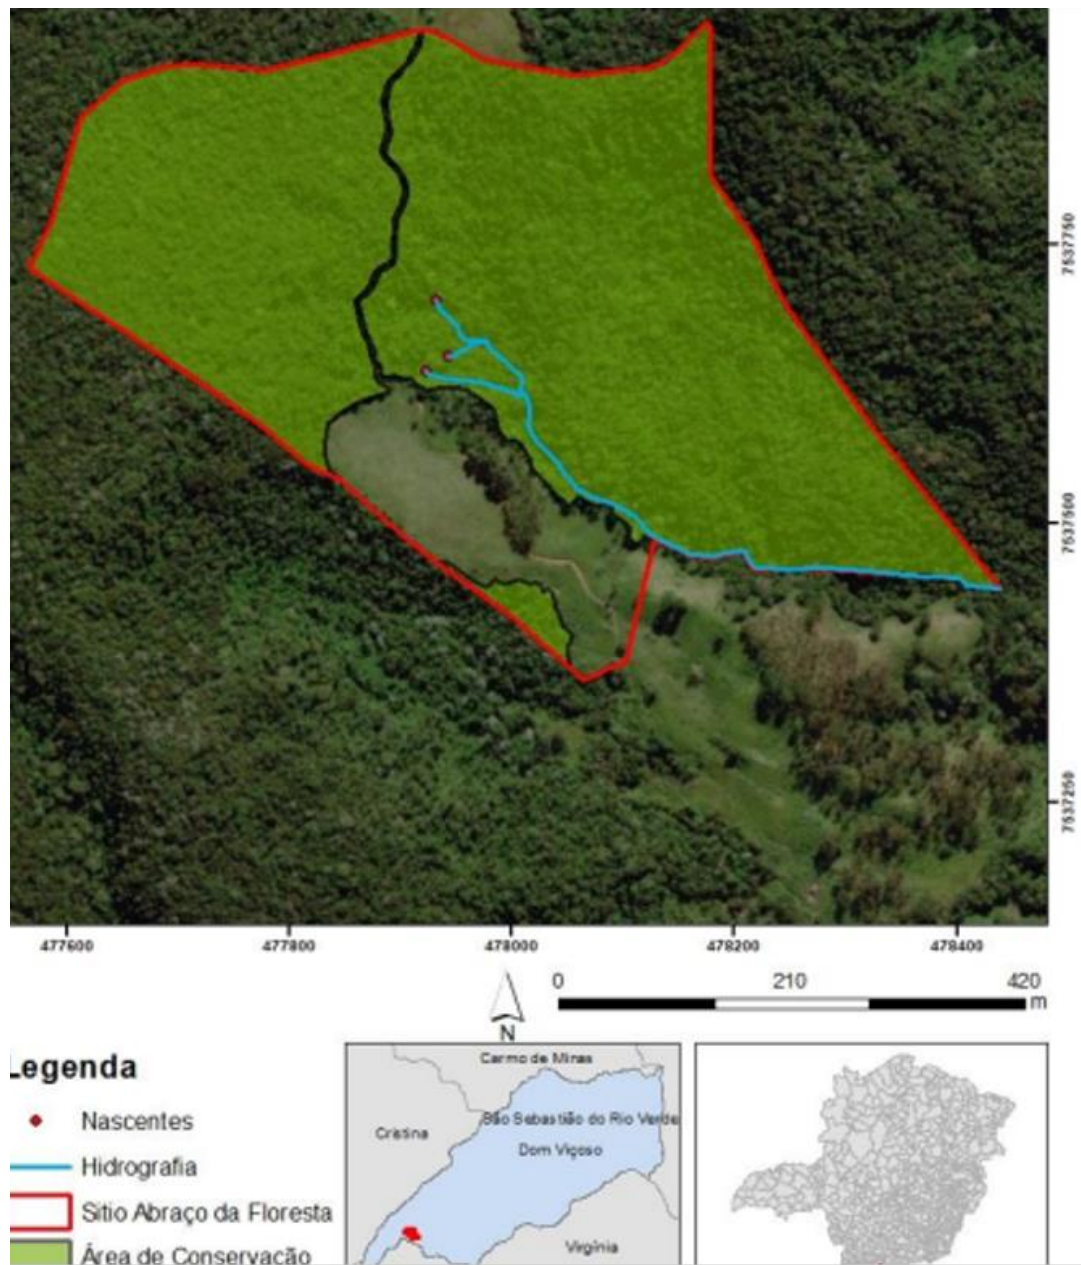 7537750
7537500
7537250
477600
477800
478000
478200
478400
0
210
420
m
N
Legenda
Nascentes
Hidrografia
Sitio Abraço da Floresta
Área de Conservação
Carmo de Minas
São Sebastião do Rio Verde
Cristina
Dom Viçoso
Virgínia